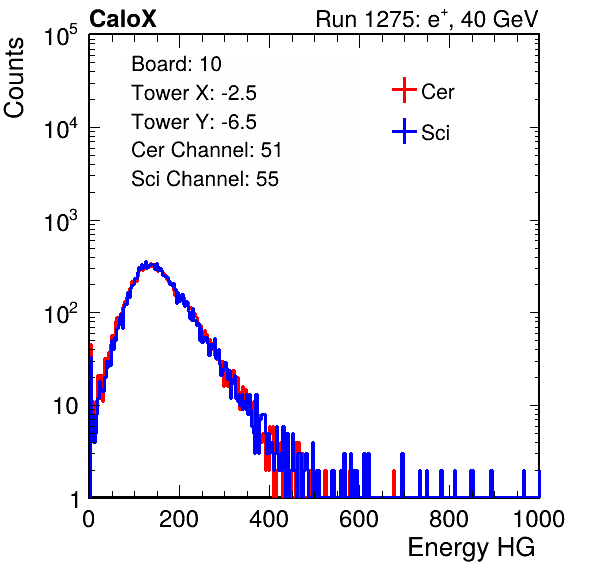 CaloX Run 1275: e⁺, 40 GeV
Board: 10
Tower X: -2.5
Tower Y: -6.5
Cer Channel: 51
Sci Channel: 55
Cer
Sci
Counts
10⁵
10⁴
10³
10²
10
1
0 200 400 600 800 1000
Energy HG